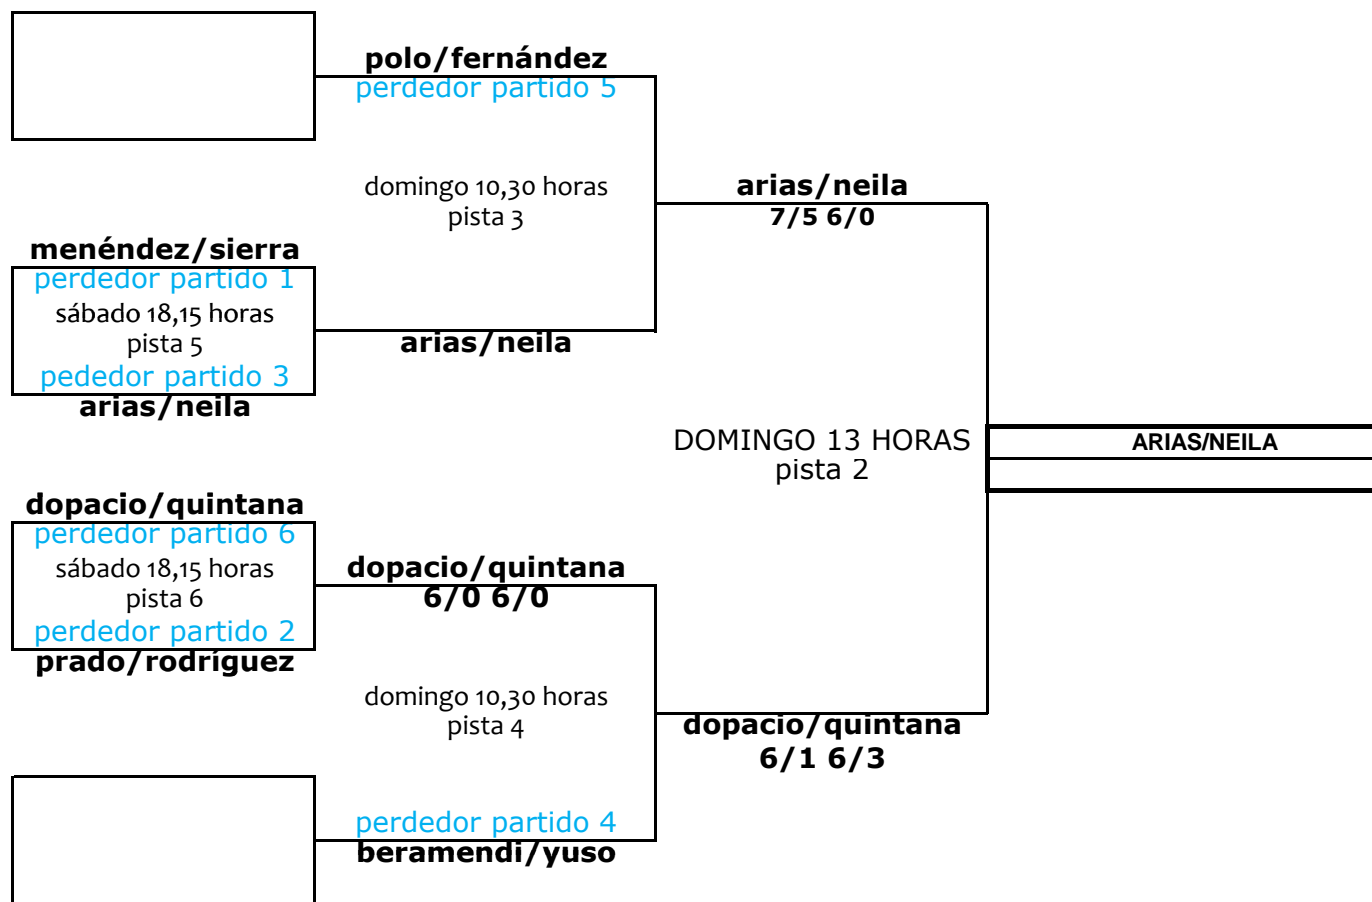 polo/fernández
perdedor partido 5
domingo 10,30 horas
pista 3
arias/neila
7/5 6/0
menéndez/sierra
perdedor partido 1
sábado 18,15 horas
pista 5
pededor partido 3
arias/neila
arias/neila
DOMINGO 13 HORAS
pista 2
ARIAS/NEILA
dopacio/quintana
perdedor partido 6
sábado 18,15 horas
pista 6
perdedor partido 2
prado/rodríguez
dopacio/quintana
6/0 6/0
domingo 10,30 horas
pista 4
dopacio/quintana
6/1 6/3
perdedor partido 4
beramendi/yuso